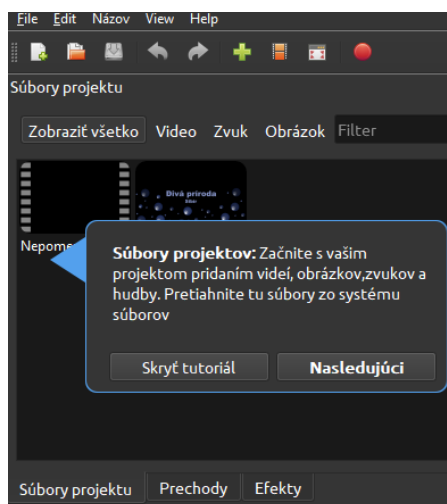 File Edit Názov View Help
Súbory projektu
Zobraziť všetko Video Zvuk Obrázok Filter
Divá príroda
Nepome
Súbory projektov: Začnite s vašim
projektom pridaním videí, obrázkov,zvukov a
hudby. Pretiahnite tu súbory zo systému
súborov
Skryť tutoriál Nasledujúci
Súbory projektu Prechody Efekty